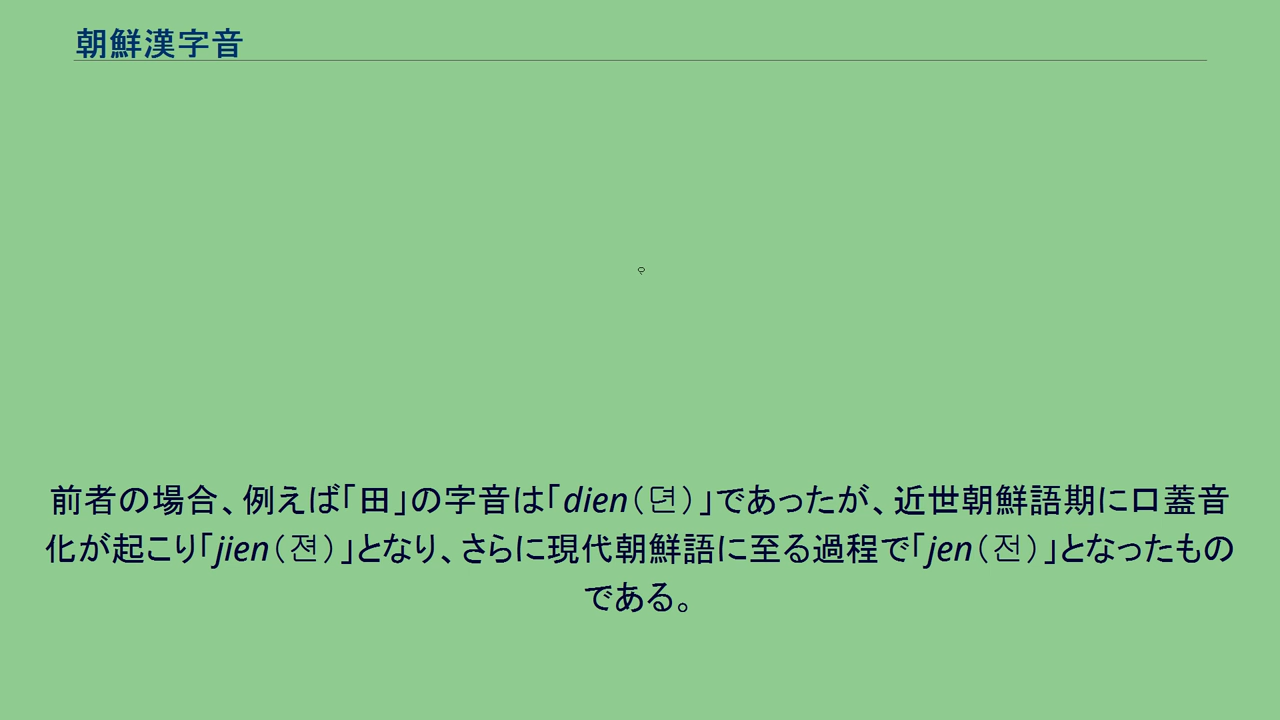 朝鮮漢字音
前者の場合、例えば「田」の字音は「dien（뎐）」であったが、近世朝鮮語期に口蓋音
化が起こり「jien（젼）」となり、さらに現代朝鮮語に至る過程で「jen（전）」となったもの
である。